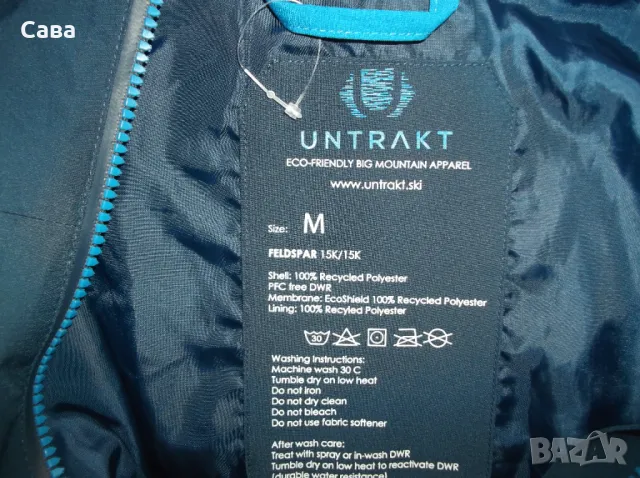 Сава
UNTRAKT
ECO-FRIENDLY BIG MOUNTAIN APPAREL
www.untrakt.ski
Size: M
FELDSPAR 15K/15K
Shell: 100% Recycled Polyester
PFC free DWR
Membrane: EcoShield 100% Recycled Polyester
Lining: 100% Recycled Polyester
30
Washing Instructions:
Machine wash 30 C
Tumble dry on low heat
Do not iron
Do not dry clean
Do not bleach
Do not use fabric softener
After wash care:
Treat with spray or in-wash DWR
Tumble dry on low heat to reactivate DWR
(durable water resistance)
BAZAR